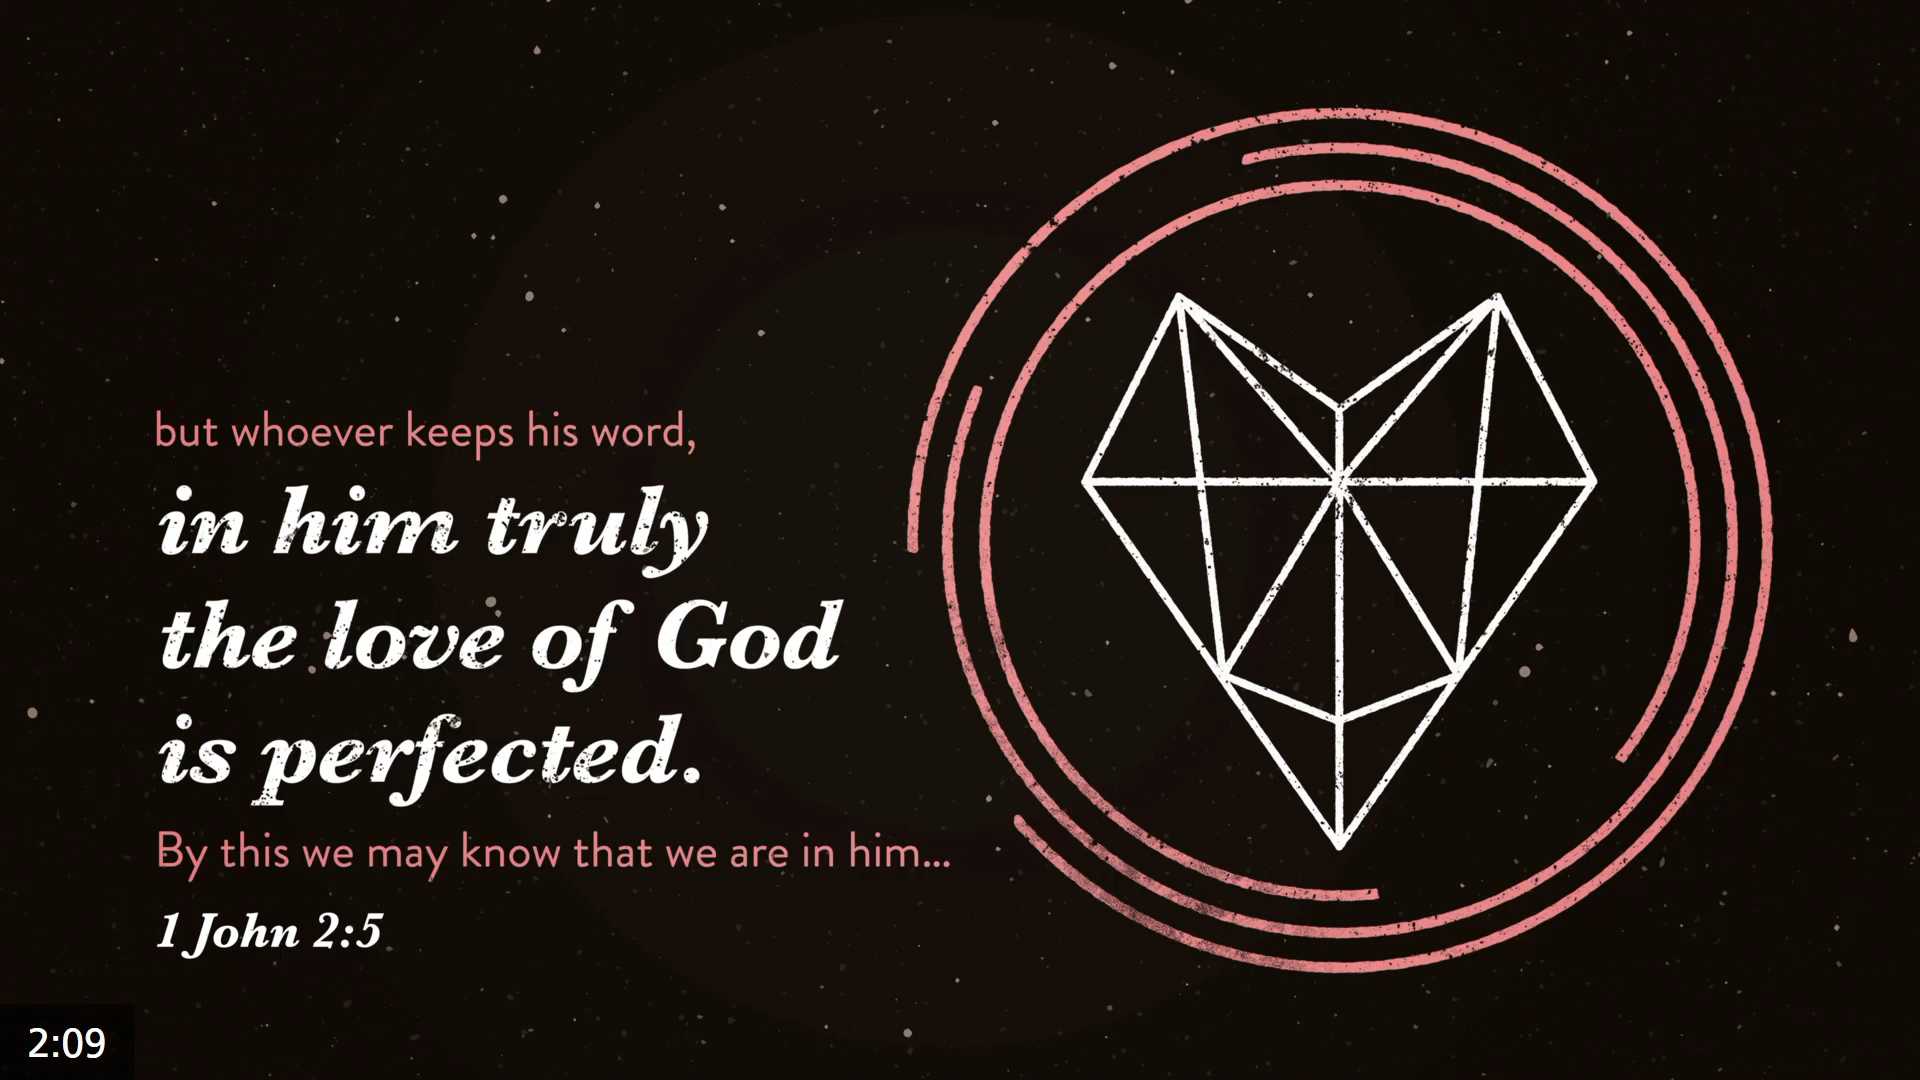 but whoever keeps his word,
in him truly
the love of God
is perfected.
By this we may know that we are in him...
1 John 2:5
2:09